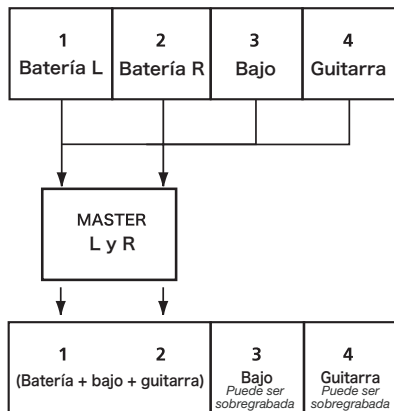 1 2 3 4
Batería L Batería R Bajo Guitarra
MASTER
L y R
1 2 3 4
(Batería + bajo + guitarra) Bajo Guitarra
Puede ser Puede ser
sobregrabada sobregrabada